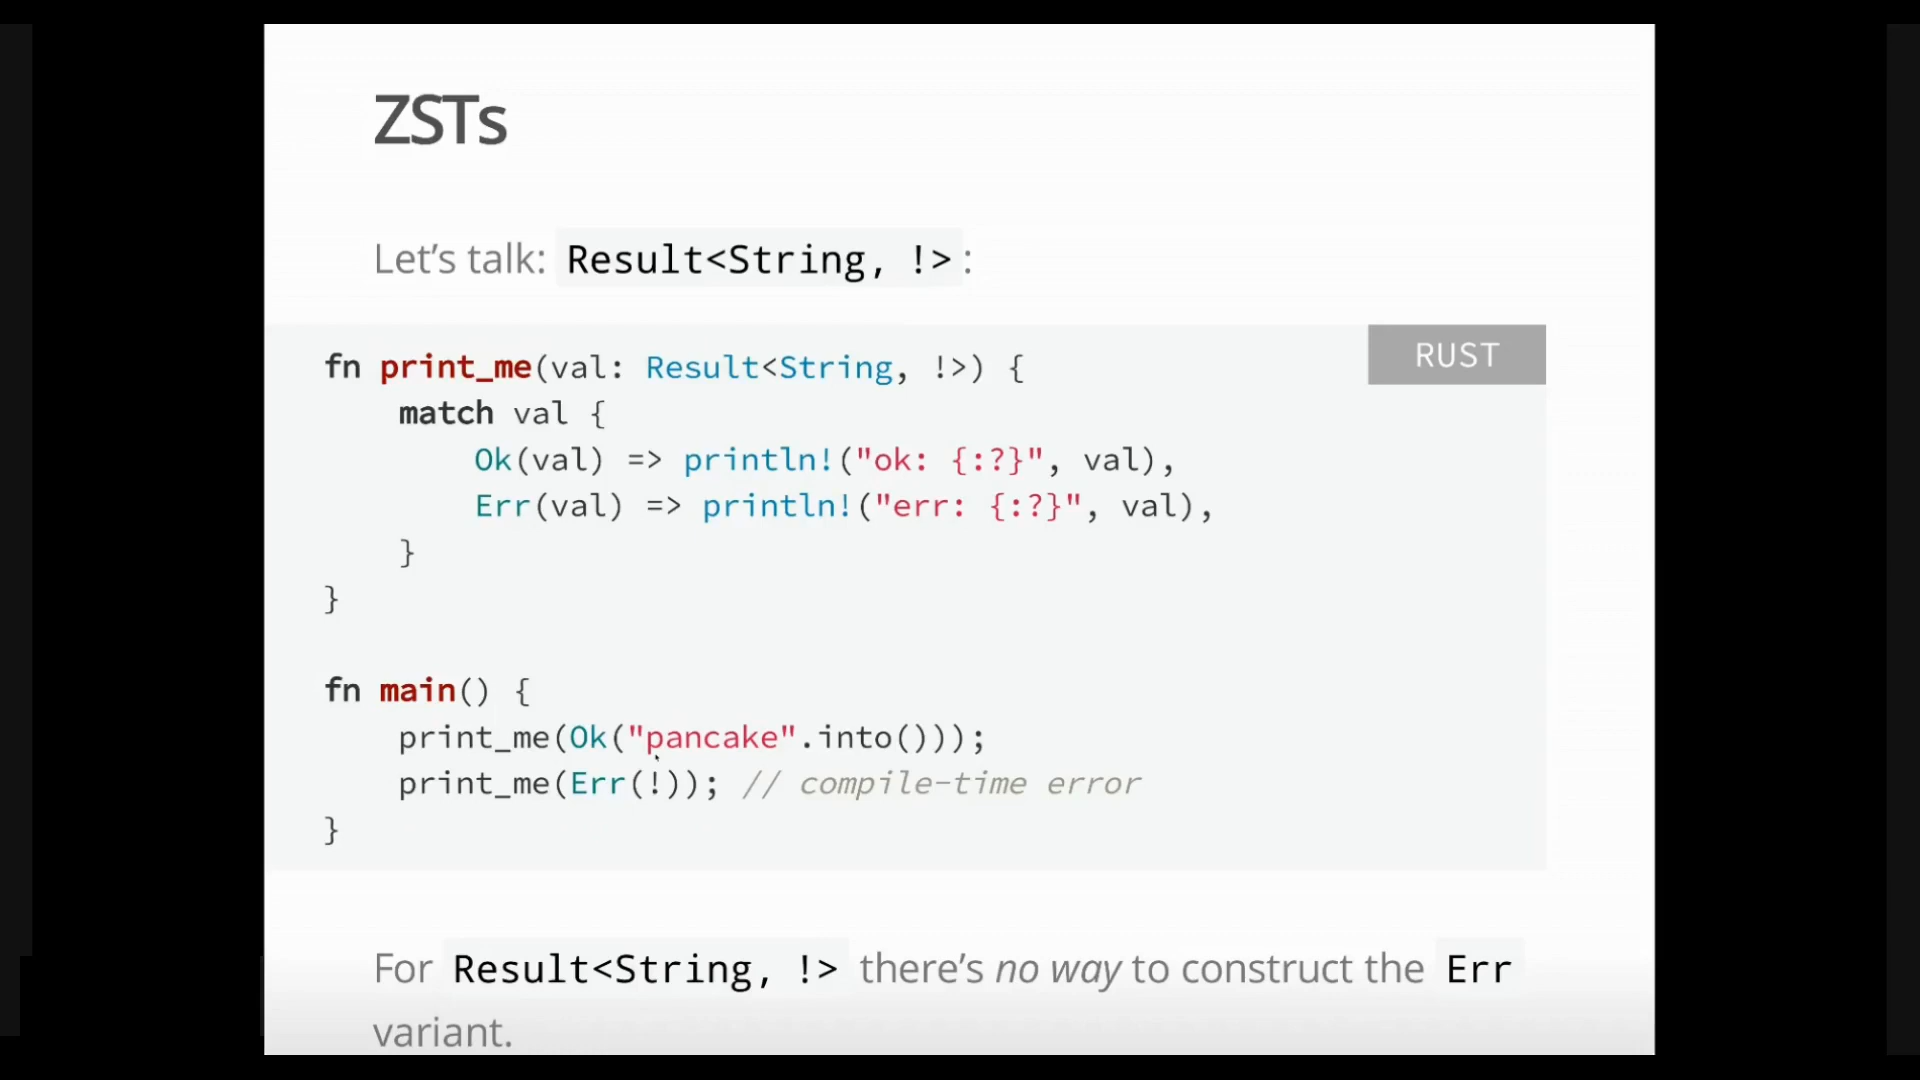 ZSTs
Let's talk: Result<String, !>:
RUST
fn print_me(val: Result<String, !>) {
    match val {
        Ok(val) => println!("ok: {:?}", val),
        Err(val) => println!("err: {:?}", val),
    }
}
fn main() {
    print_me(Ok("pancake".into()));
    print_me(Err(!)); // compile-time error
}
For Result<String, !> there's no way to construct the Err
variant.